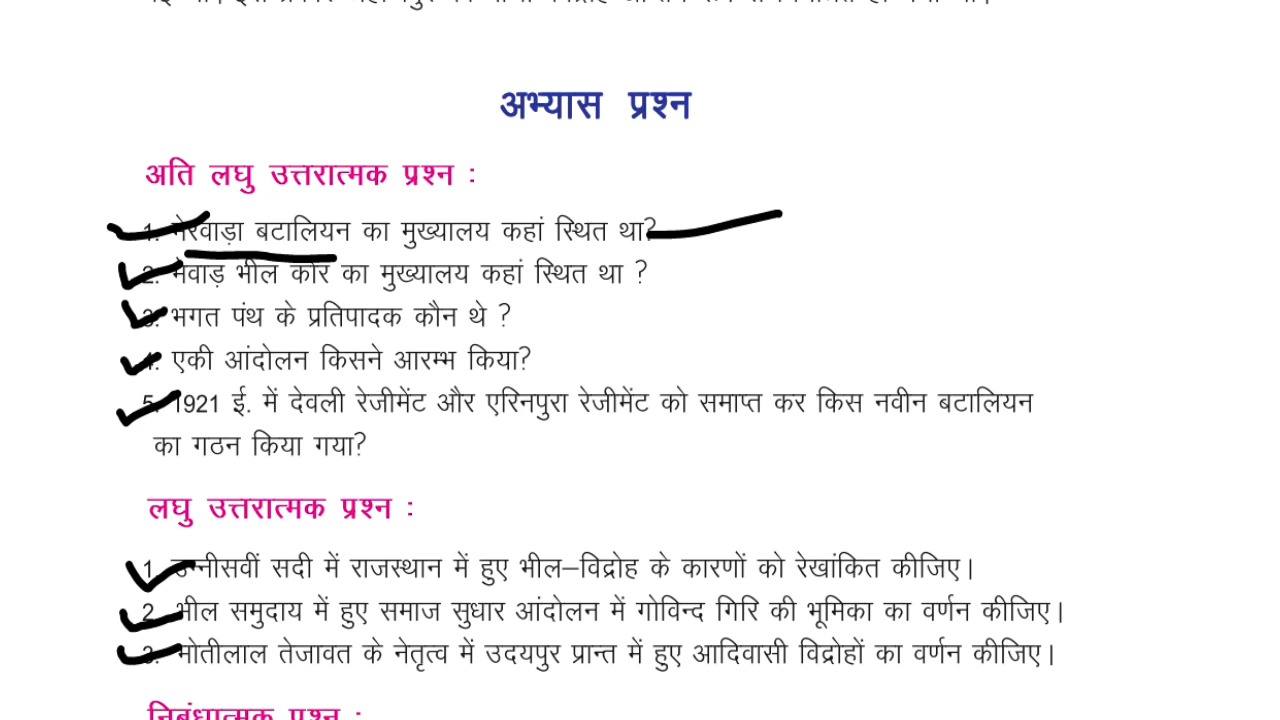 अभ्यास प्रश्न
अति लघु उत्तरात्मक प्रश्न :
1. मेरवाड़ा बटालियन का मुख्यालय कहां स्थित था?
2. मेवाड़ भील कोर का मुख्यालय कहां स्थित था ?
3. भगत पंथ के प्रतिपादक कौन थे ?
4. एकी आंदोलन किसने आरम्भ किया?
5. 1921 ई. में देवली रेजीमेंट और एरिनपुरा रेजीमेंट को समाप्त कर किस नवीन बटालियन
का गठन किया गया?
लघु उत्तरात्मक प्रश्न :
1. उन्नीसवीं सदी में राजस्थान में हुए भील–विद्रोह के कारणों को रेखांकित कीजिए।
2. भील समुदाय में हुए समाज सुधार आंदोलन में गोविन्द गिरि की भूमिका का वर्णन कीजिए।
3. मोतीलाल तेजावत के नेतृत्व में उदयपुर प्रान्त में हुए आदिवासी विद्रोहों का वर्णन कीजिए।
निबंधात्मक प्रश्न :